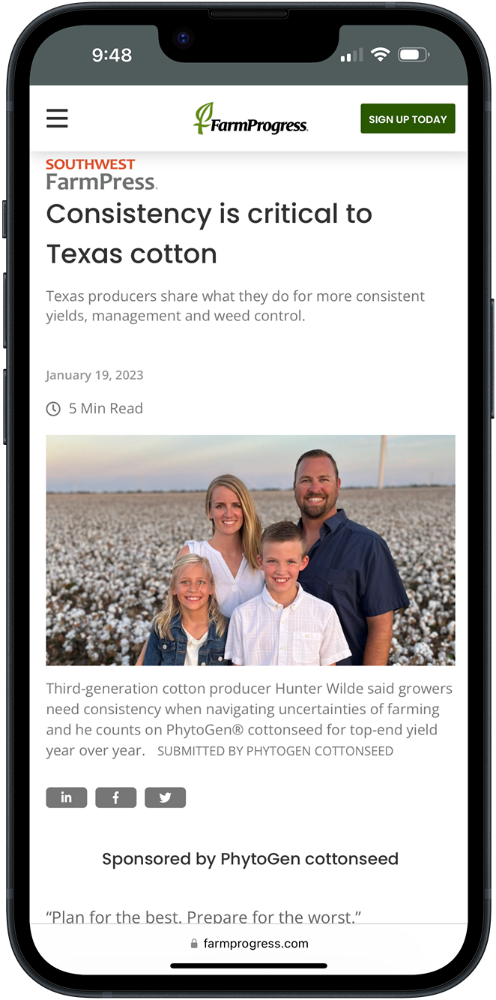 9:48
FarmProgress.
SIGN UP TODAY
SOUTHWEST
FarmPress.
Consistency is critical to
Texas cotton
Texas producers share what they do for more consistent
yields, management and weed control.
January 19, 2023
5 Min Read
Third-generation cotton producer Hunter Wilde said growers
need consistency when navigating uncertainties of farming
and he counts on PhytoGen® cottonseed for top-end yield
year over year. SUBMITTED BY PHYTOGEN COTTONSEED
in f
Sponsored by PhytoGen cottonseed
“Plan for the best. Prepare for the worst.”
farmprogress.com